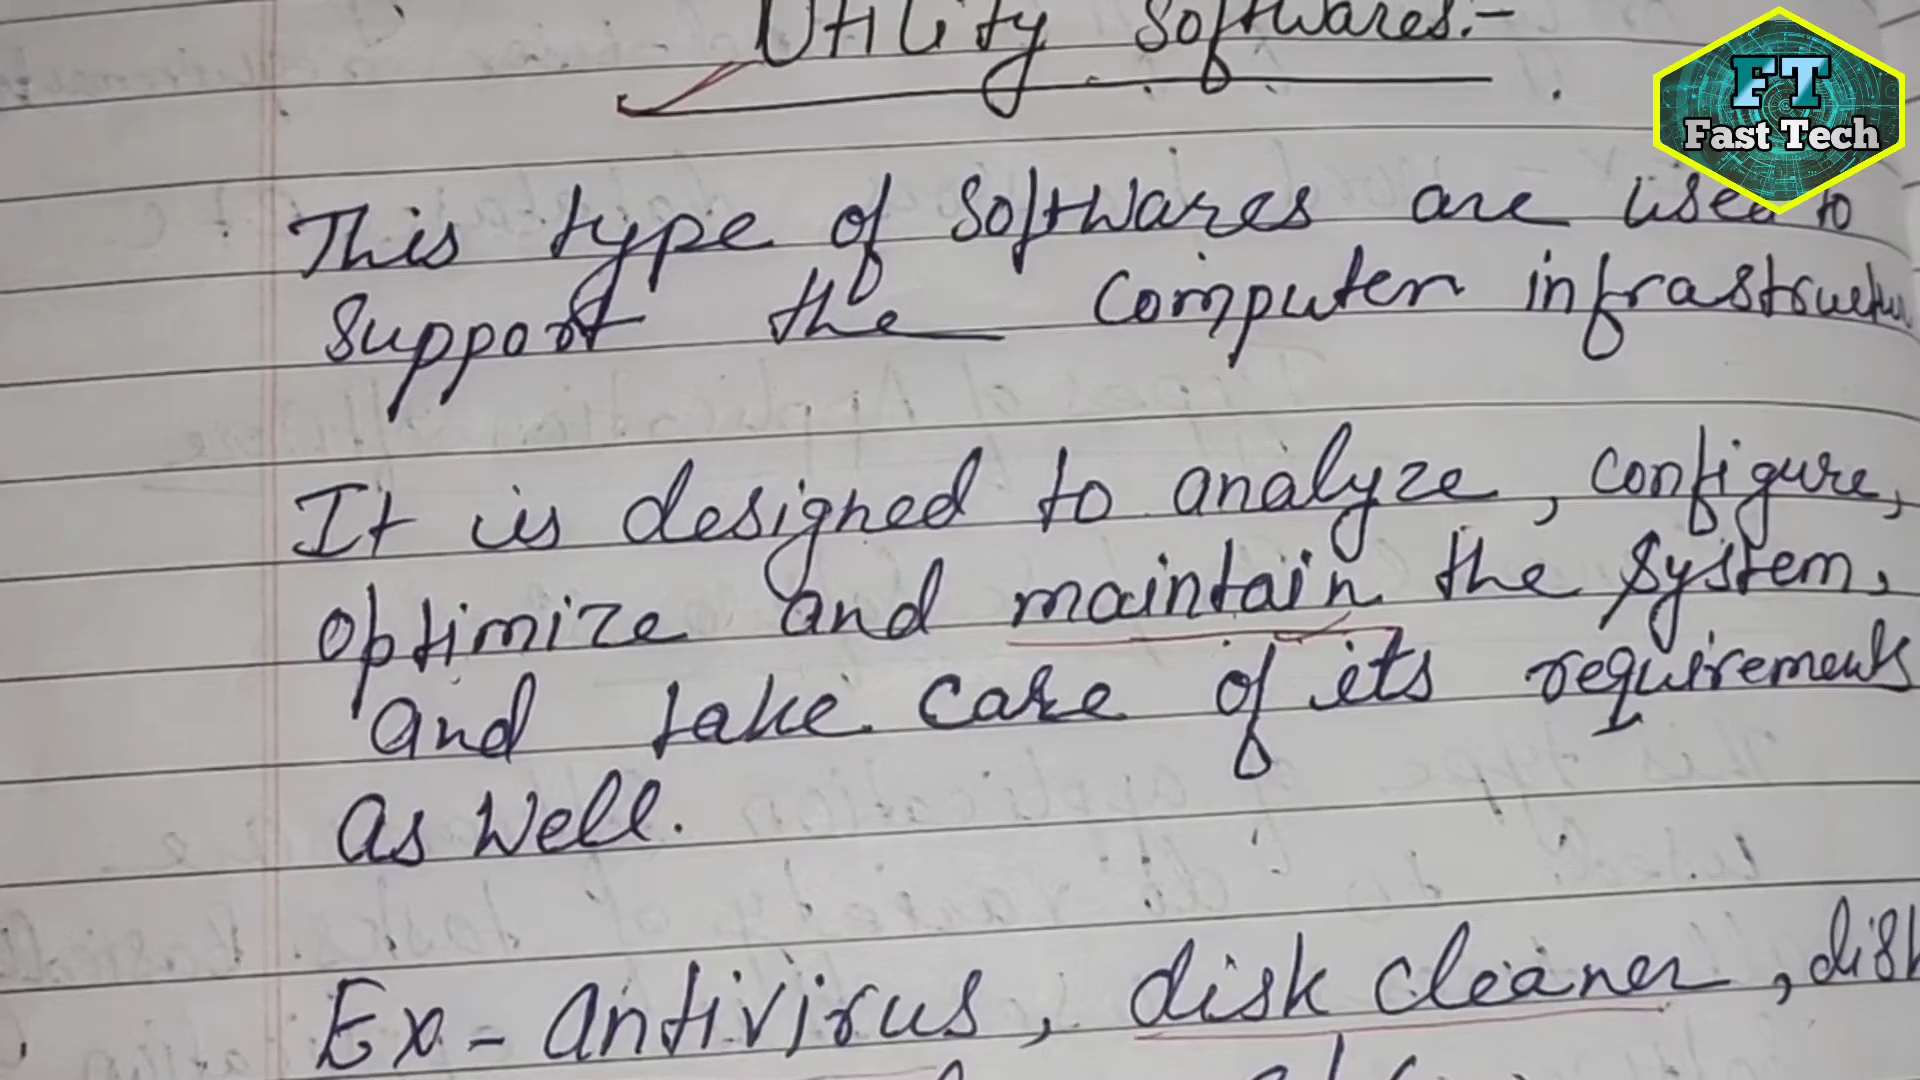 Utility Softwares:-
FT
Fast Tech
This type of Softwares are used to
Support the Computer infrastructu
It is designed to analyze, configure,
optimize and maintain the system,
and take care of its requirements
as well.
Ex - antivirus, disk cleaner, disk